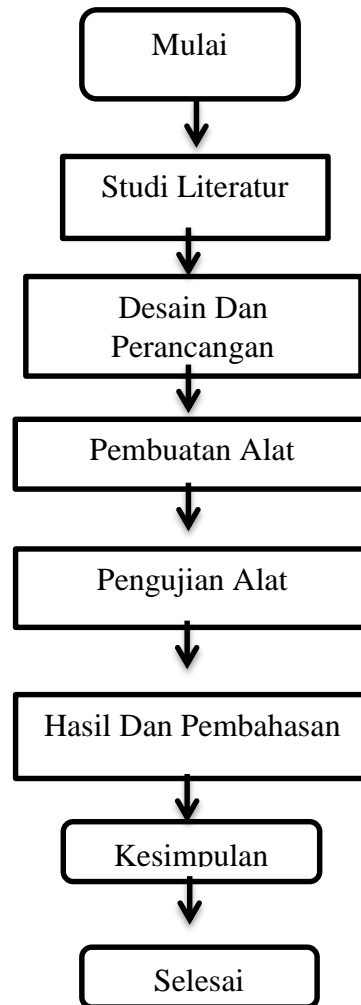 Mulai
Studi Literatur
Desain Dan
Perancangan
Pembuatan Alat
Pengujian Alat
Hasil Dan Pembahasan
Kesimpulan
Selesai